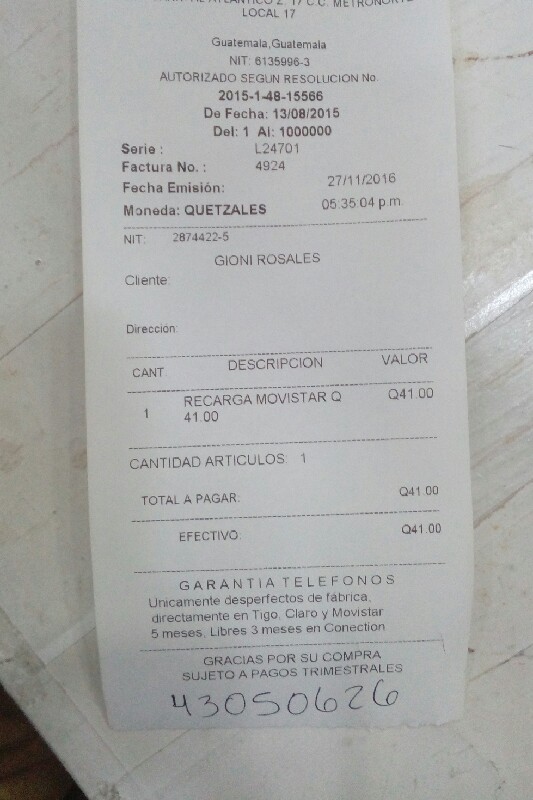 ATLANTICO Z. 17 C.C. METRONORTE
LOCAL 17
Guatemala,Guatemala
NIT: 6135996-3
AUTORIZADO SEGUN RESOLUCION No.
2015-1-48-15566
De Fecha: 13/08/2015
Del: 1 Al: 1000000
Serie : L24701
Factura No. : 4924
Fecha Emisión: 27/11/2016
Moneda: QUETZALES 05:35:04 p.m.
NIT: 2874422-5
GIONI ROSALES
Cliente:
Dirección:
CANT. DESCRIPCION VALOR
1 RECARGA MOVISTAR Q Q41.00
41.00
CANTIDAD ARTICULOS: 1
TOTAL A PAGAR: Q41.00
EFECTIVO: Q41.00
GARANTIA TELEFONOS
Unicamente desperfectos de fábrica,
directamente en Tigo, Claro y Movistar
5 meses, Libres 3 meses en Conection
GRACIAS POR SU COMPRA
SUJETO A PAGOS TRIMESTRALES
43050626